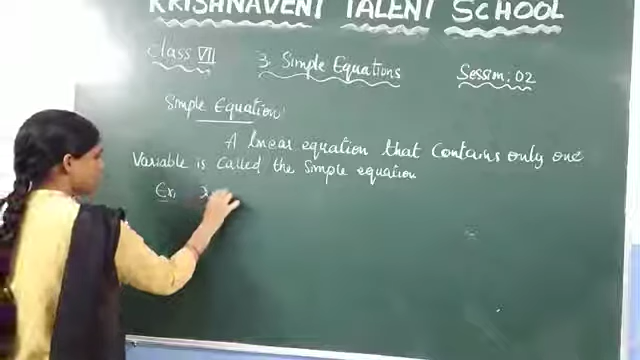 KRISHNAVENI TALENT SCHOOL
Class VII 3. Simple Equations Session: 02
Simple Equation:
A linear equation that contains only one
Variable is called the simple equation
Ex,